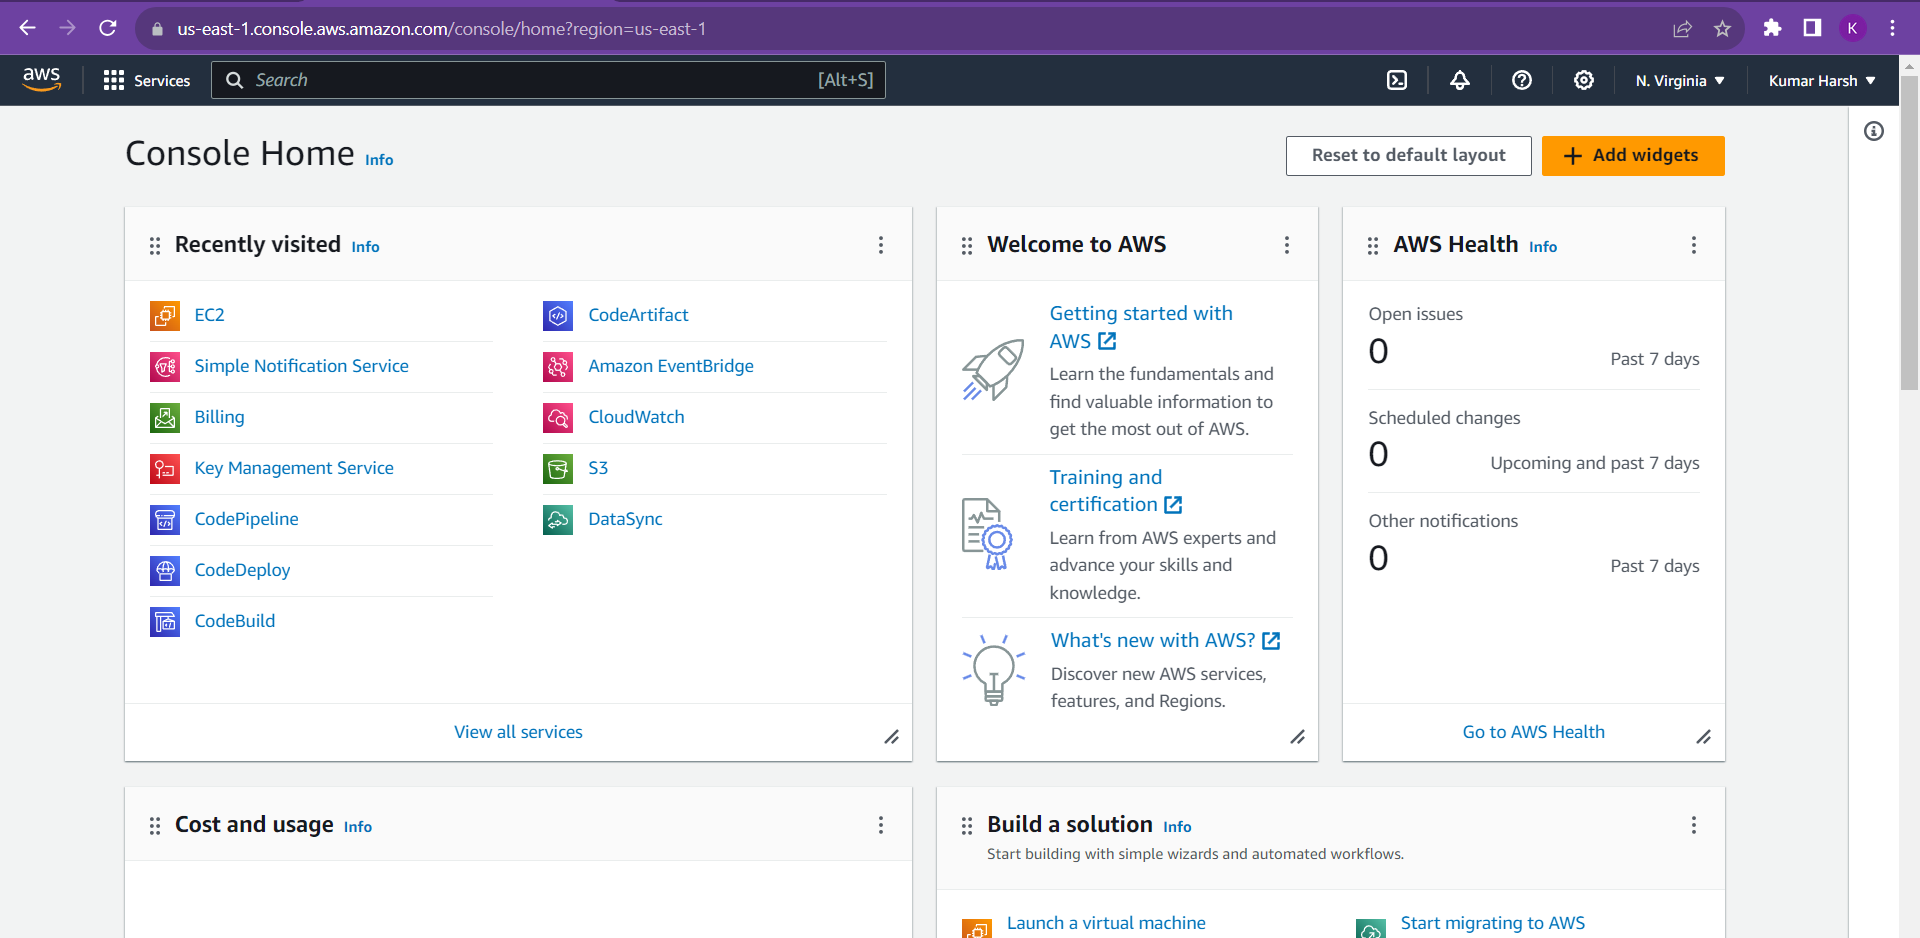 us-east-1.console.aws.amazon.com/console/home?region=us-east-1
K
aws
Services
Search
[Alt+S]
N. Virginia
Kumar Harsh
Console Home Info
Reset to default layout
Add widgets
Recently visited Info
EC2
Simple Notification Service
Billing
Key Management Service
CodePipeline
CodeDeploy
CodeBuild
CodeArtifact
Amazon EventBridge
CloudWatch
S3
DataSync
View all services
Welcome to AWS
Getting started with
AWS
Learn the fundamentals and
find valuable information to
get the most out of AWS.
Training and
certification
Learn from AWS experts and
advance your skills and
knowledge.
What's new with AWS?
Discover new AWS services,
features, and Regions.
AWS Health Info
Open issues
0
Past 7 days
Scheduled changes
0
Upcoming and past 7 days
Other notifications
0
Past 7 days
Go to AWS Health
Cost and usage Info
Build a solution Info
Start building with simple wizards and automated workflows.
Launch a virtual machine
Start migrating to AWS